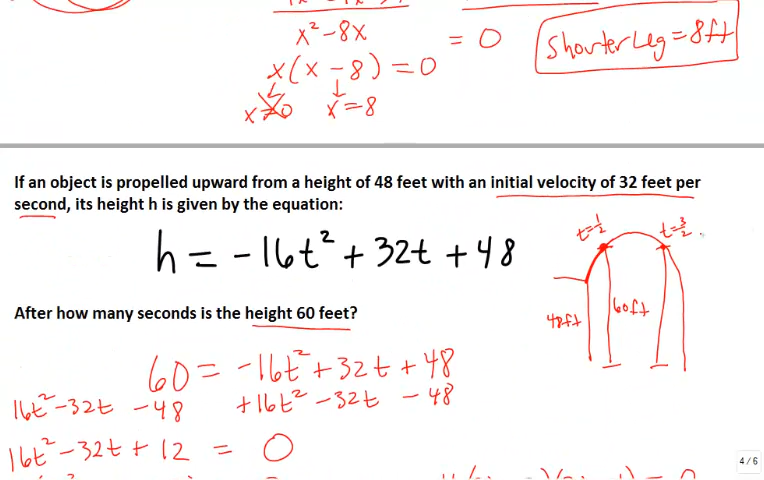 x² - 8x = 0
x(x - 8) = 0
x = 0 x = 8
Shorter Leg = 8ft
If an object is propelled upward from a height of 48 feet with an initial velocity of 32 feet per
second, its height h is given by the equation:
h = -16t² + 32t + 48
t=1/2 t=3/2
48ft 60ft
After how many seconds is the height 60 feet?
60 = -16t² + 32t + 48
16t² - 32t - 48 +16t² - 32t - 48
16t² - 32t + 12 = 0
4 / 6